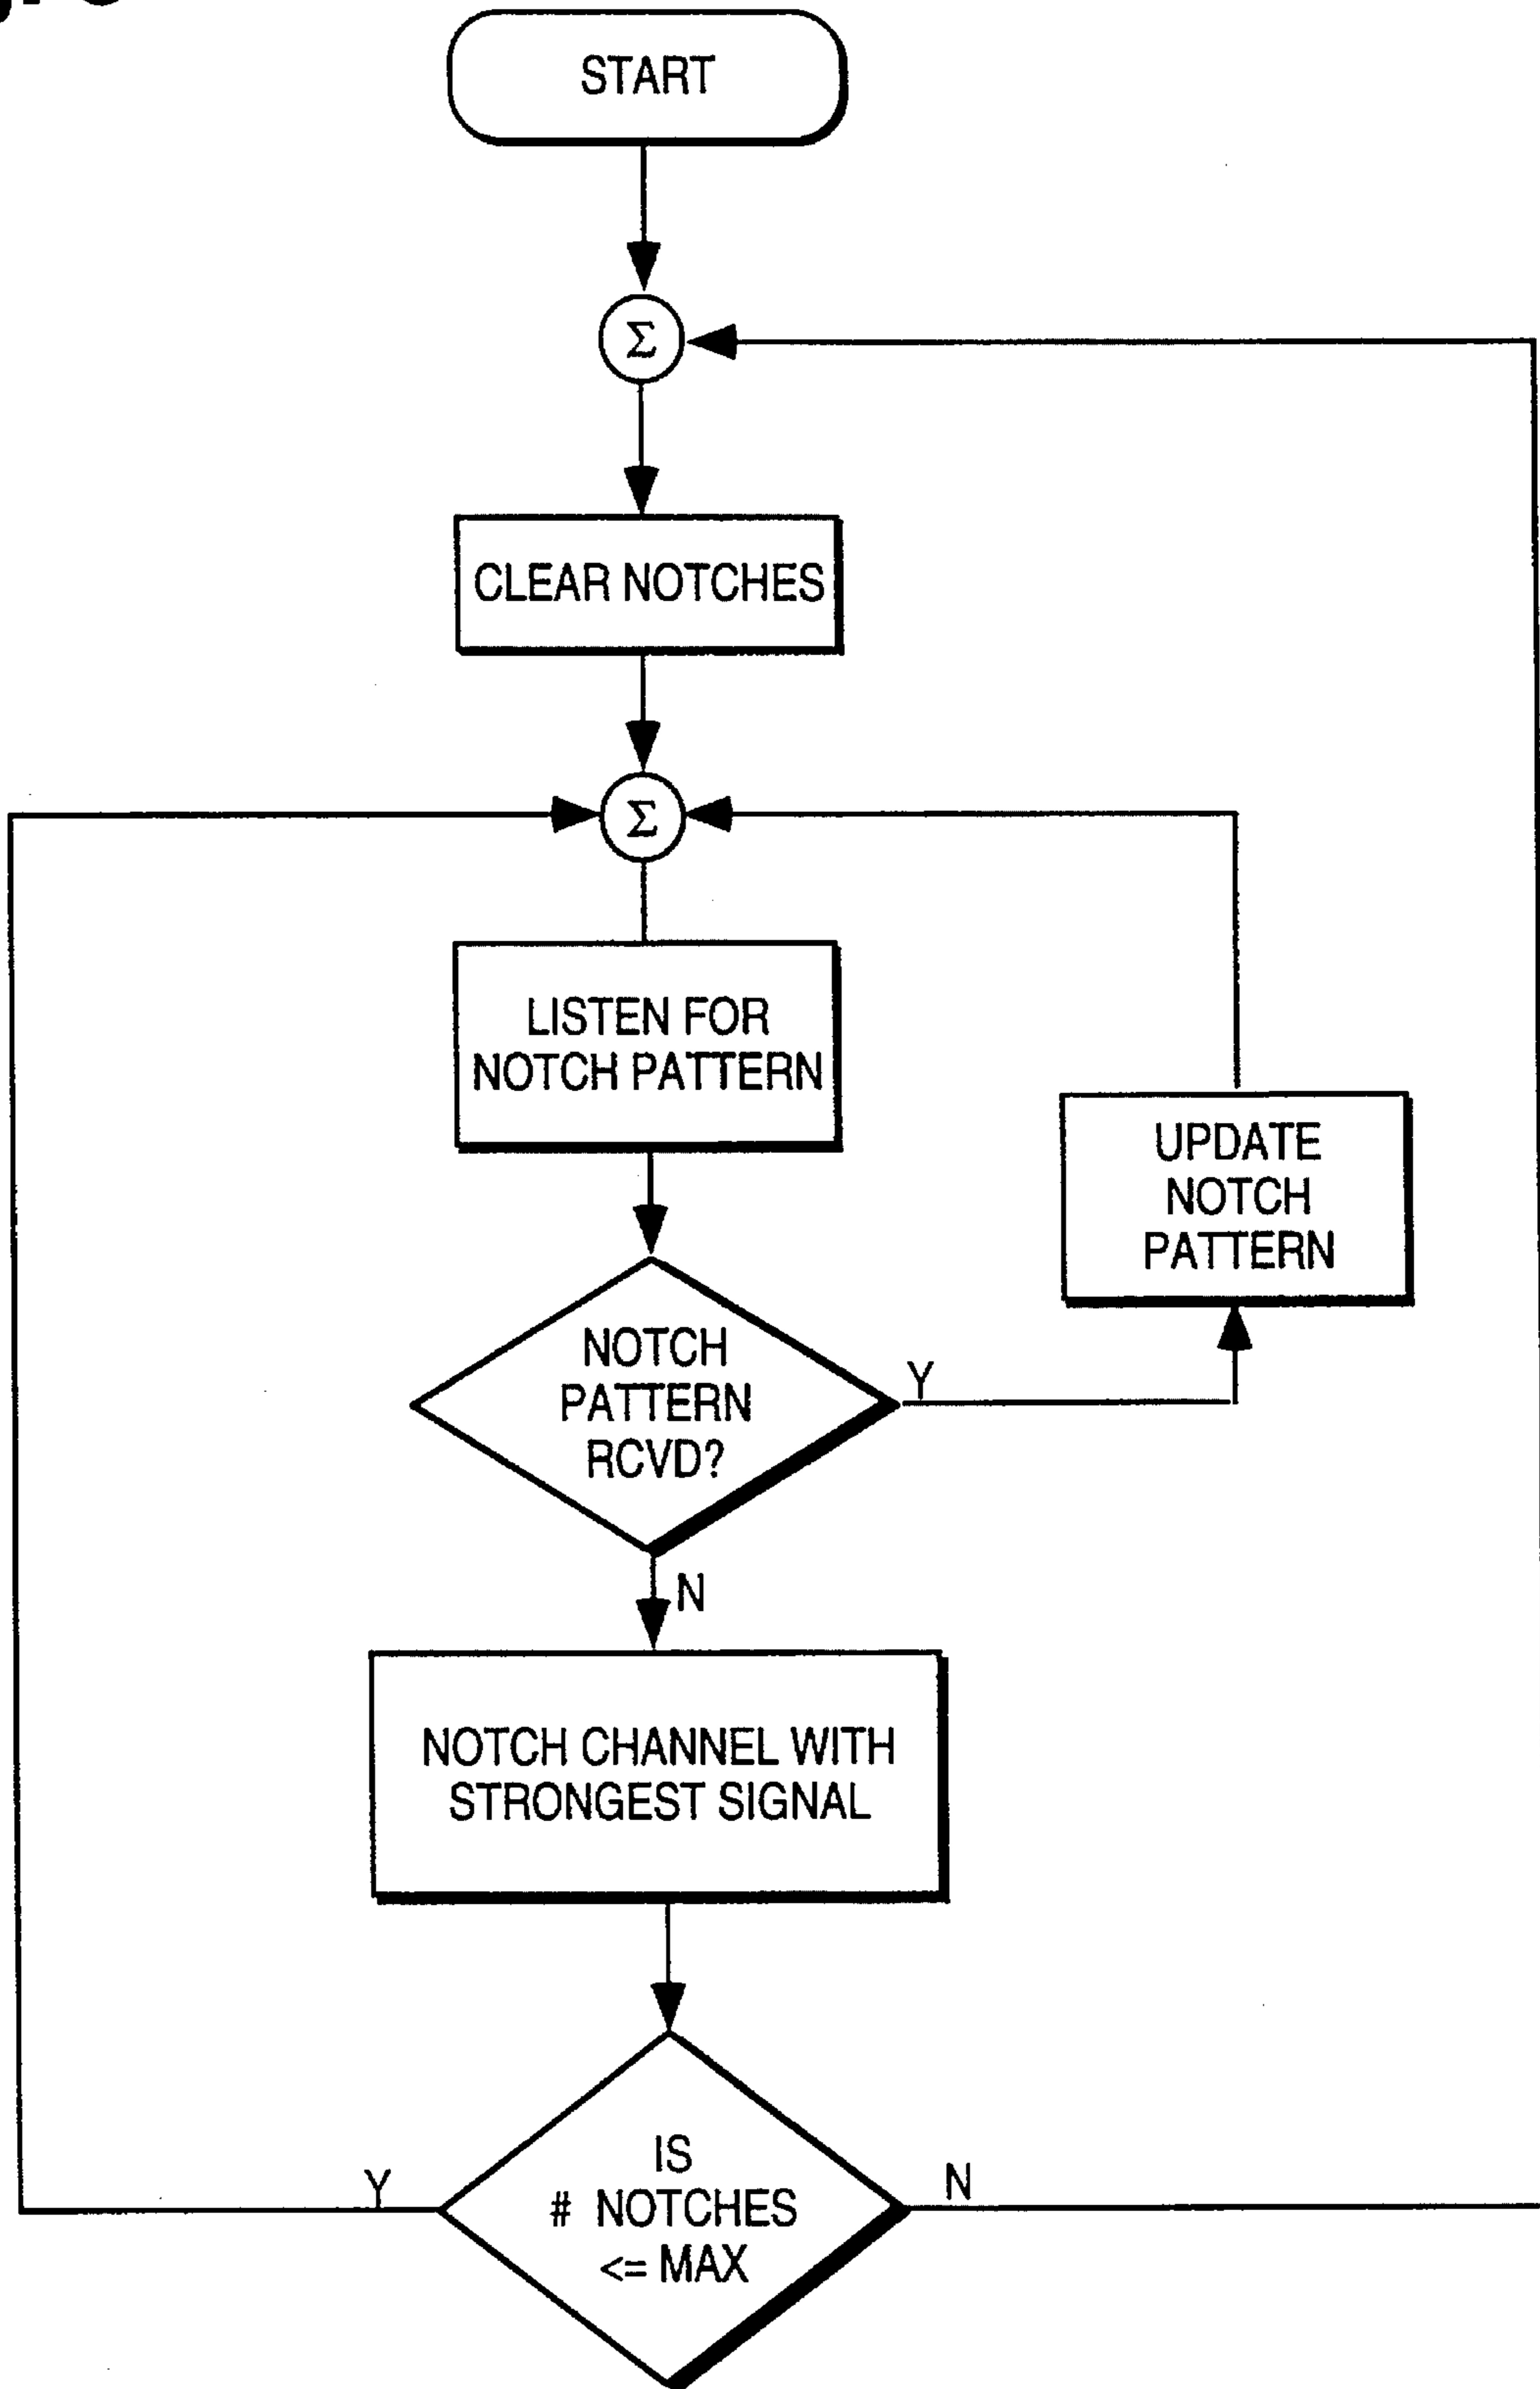 START
Σ
CLEAR NOTCHES
Σ
LISTEN FOR
NOTCH PATTERN
UPDATE
NOTCH
PATTERN
NOTCH
PATTERN
RCVD?
Y
N
NOTCH CHANNEL WITH
STRONGEST SIGNAL
IS
# NOTCHES
<= MAX
Y
N